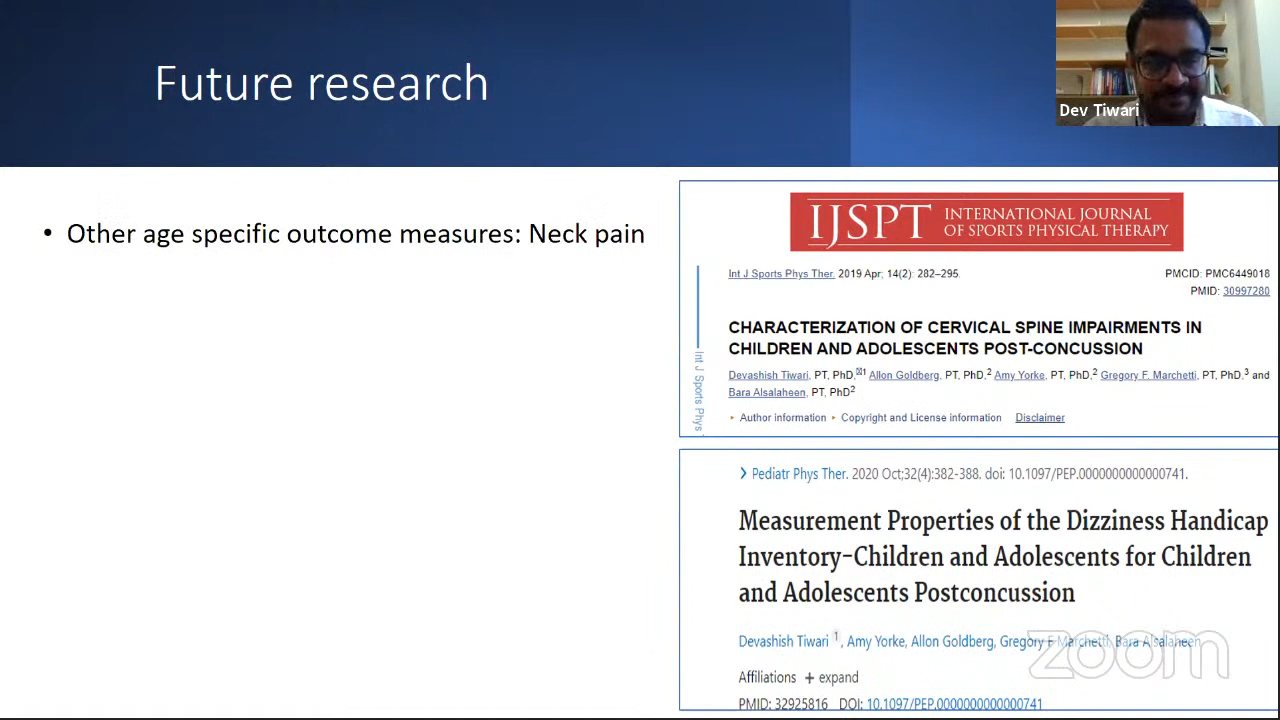 Future research
Dev Tiwari
• Other age specific outcome measures: Neck pain
IJSPT INTERNATIONAL JOURNAL
OF SPORTS PHYSICAL THERAPY
Int J Sports Phys Ther. 2019 Apr; 14(2): 282–295.
PMCID: PMC6449018
PMID: 30997280
CHARACTERIZATION OF CERVICAL SPINE IMPAIRMENTS IN
CHILDREN AND ADOLESCENTS POST-CONCUSSION
Devashish Tiwari, PT, PhD,✉1 Allon Goldberg, PT, PhD,2 Amy Yorke, PT, PhD,2 Gregory F. Marchetti, PT, PhD,3 and
Bara Alsalaheen, PT, PhD2
▸ Author information ▸ Copyright and License information Disclaimer
Int J Sports Phys
> Pediatr Phys Ther. 2020 Oct;32(4):382-388. doi: 10.1097/PEP.0000000000000741.
Measurement Properties of the Dizziness Handicap
Inventory-Children and Adolescents for Children
and Adolescents Postconcussion
Devashish Tiwari 1, Amy Yorke, Allon Goldberg, Gregory F Marchetti, Bara Alsalaheen
Affiliations + expand
PMID: 32925816 DOI: 10.1097/PEP.0000000000000741
zoom